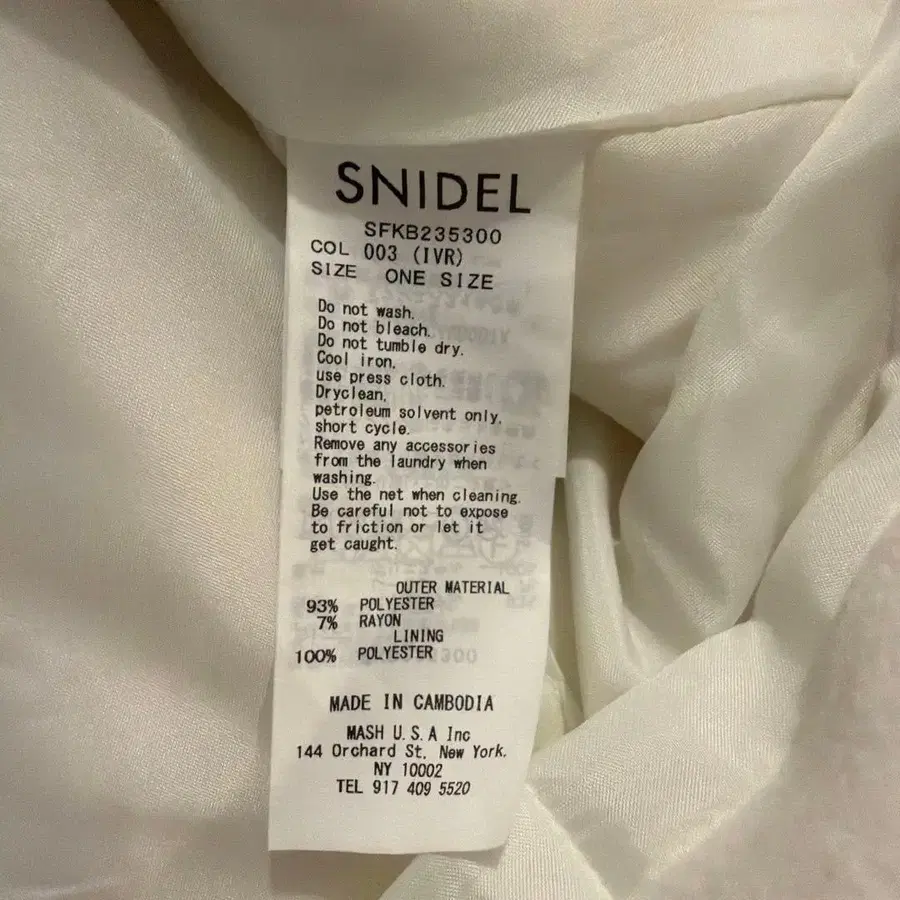 SNIDEL
SFKB235300
COL 003 (IVR)
SIZE ONE SIZE
Do not wash.
Do not bleach.
Do not tumble dry.
Cool iron,
use press cloth.
Dryclean,
petroleum solvent only,
short cycle.
Remove any accessories
from the laundry when
washing.
Use the net when cleaning.
Be careful not to expose
to friction or let it
get caught.
OUTER MATERIAL
93% POLYESTER
7% RAYON
LINING
100% POLYESTER
MADE IN CAMBODIA
MASH U.S.A Inc
144 Orchard St, New York.
NY 10002
TEL 917 409 5520